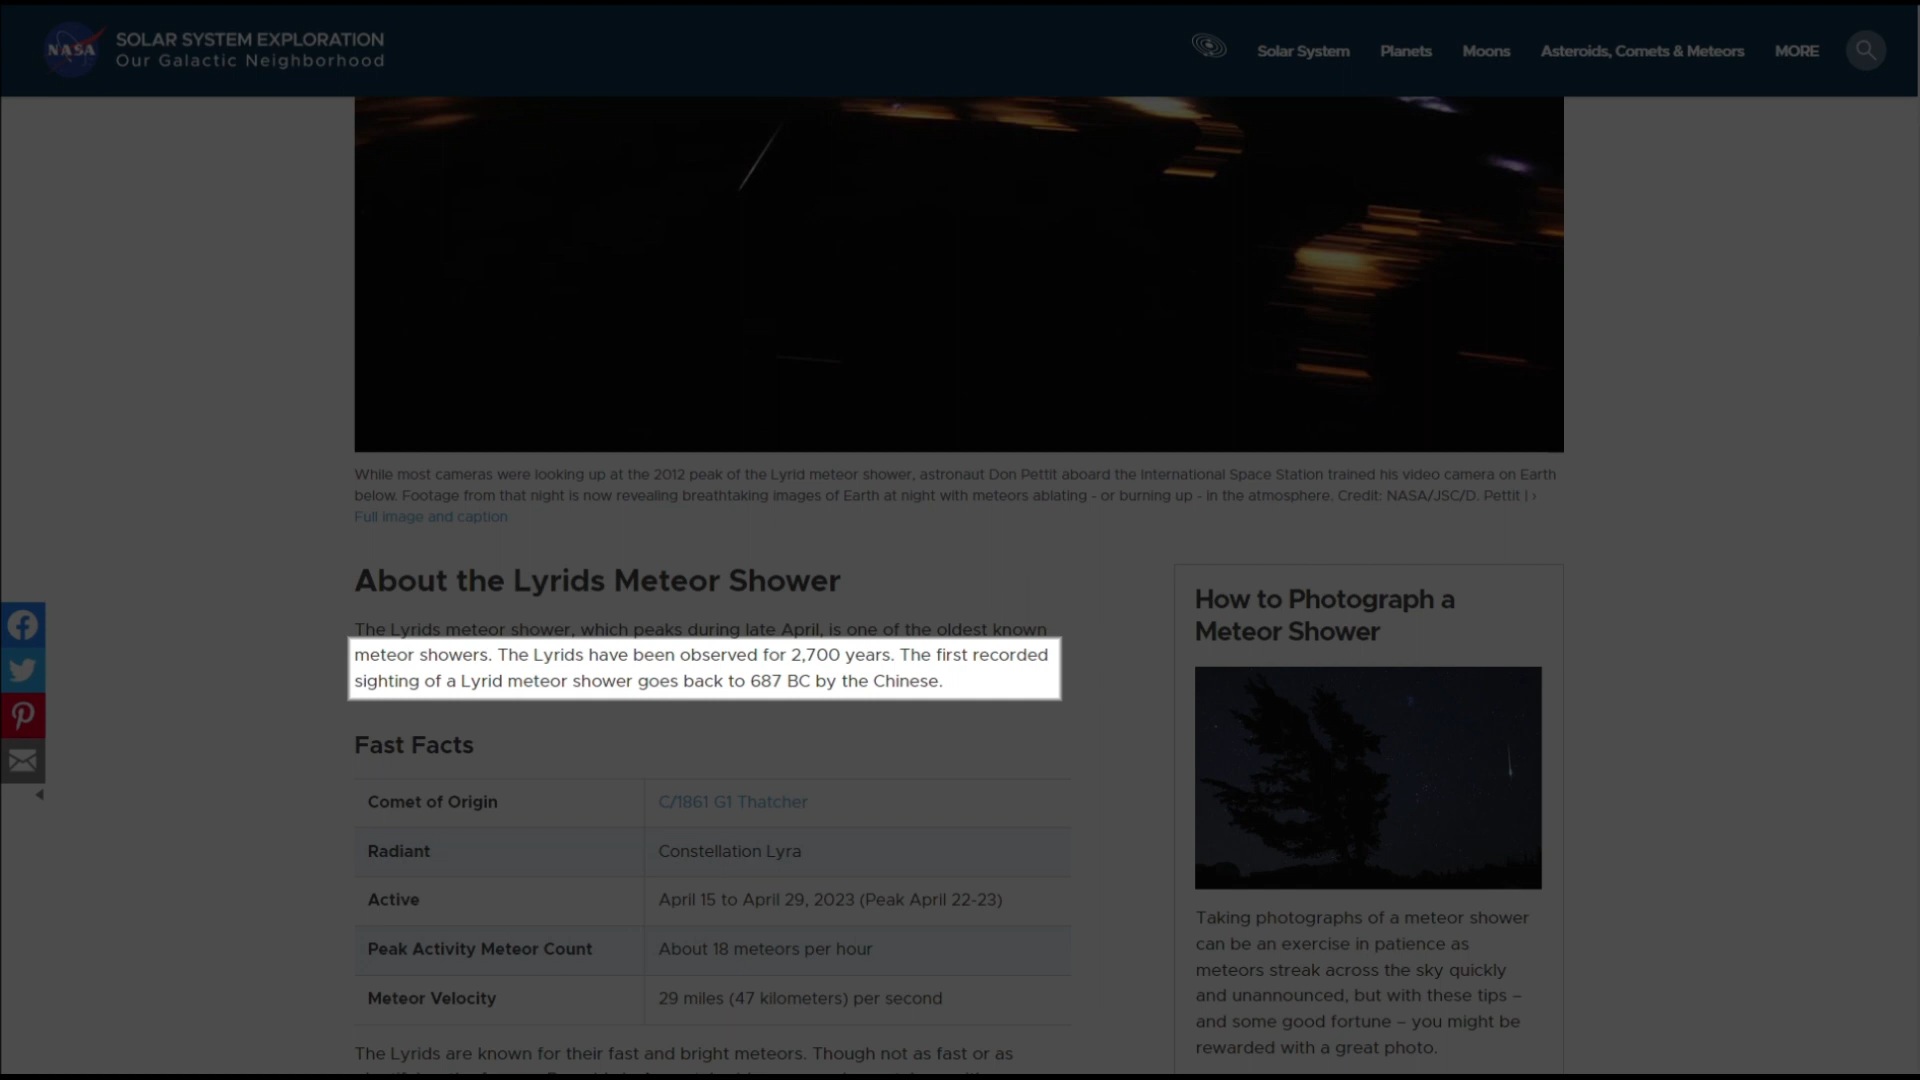 NASA
SOLAR SYSTEM EXPLORATION
Our Galactic Neighborhood
Solar System
Planets
Moons
Asteroids, Comets & Meteors
MORE
While most cameras were looking up at the 2012 peak of the Lyrid meteor shower, astronaut Don Pettit aboard the International Space Station trained his video camera on Earth
below. Footage from that night is now revealing breathtaking images of Earth at night with meteors ablating - or burning up - in the atmosphere. Credit: NASA/JSC/D. Pettit | ›
Full image and caption
About the Lyrids Meteor Shower
The Lyrids meteor shower, which peaks during late April, is one of the oldest known
meteor showers. The Lyrids have been observed for 2,700 years. The first recorded
sighting of a Lyrid meteor shower goes back to 687 BC by the Chinese.
Fast Facts
Comet of Origin
C/1861 G1 Thatcher
Radiant
Constellation Lyra
Active
April 15 to April 29, 2023 (Peak April 22-23)
Peak Activity Meteor Count
About 18 meteors per hour
Meteor Velocity
29 miles (47 kilometers) per second
The Lyrids are known for their fast and bright meteors. Though not as fast or as
How to Photograph a
Meteor Shower
Taking photographs of a meteor shower
can be an exercise in patience as
meteors streak across the sky quickly
and unannounced, but with these tips –
and some good fortune – you might be
rewarded with a great photo.